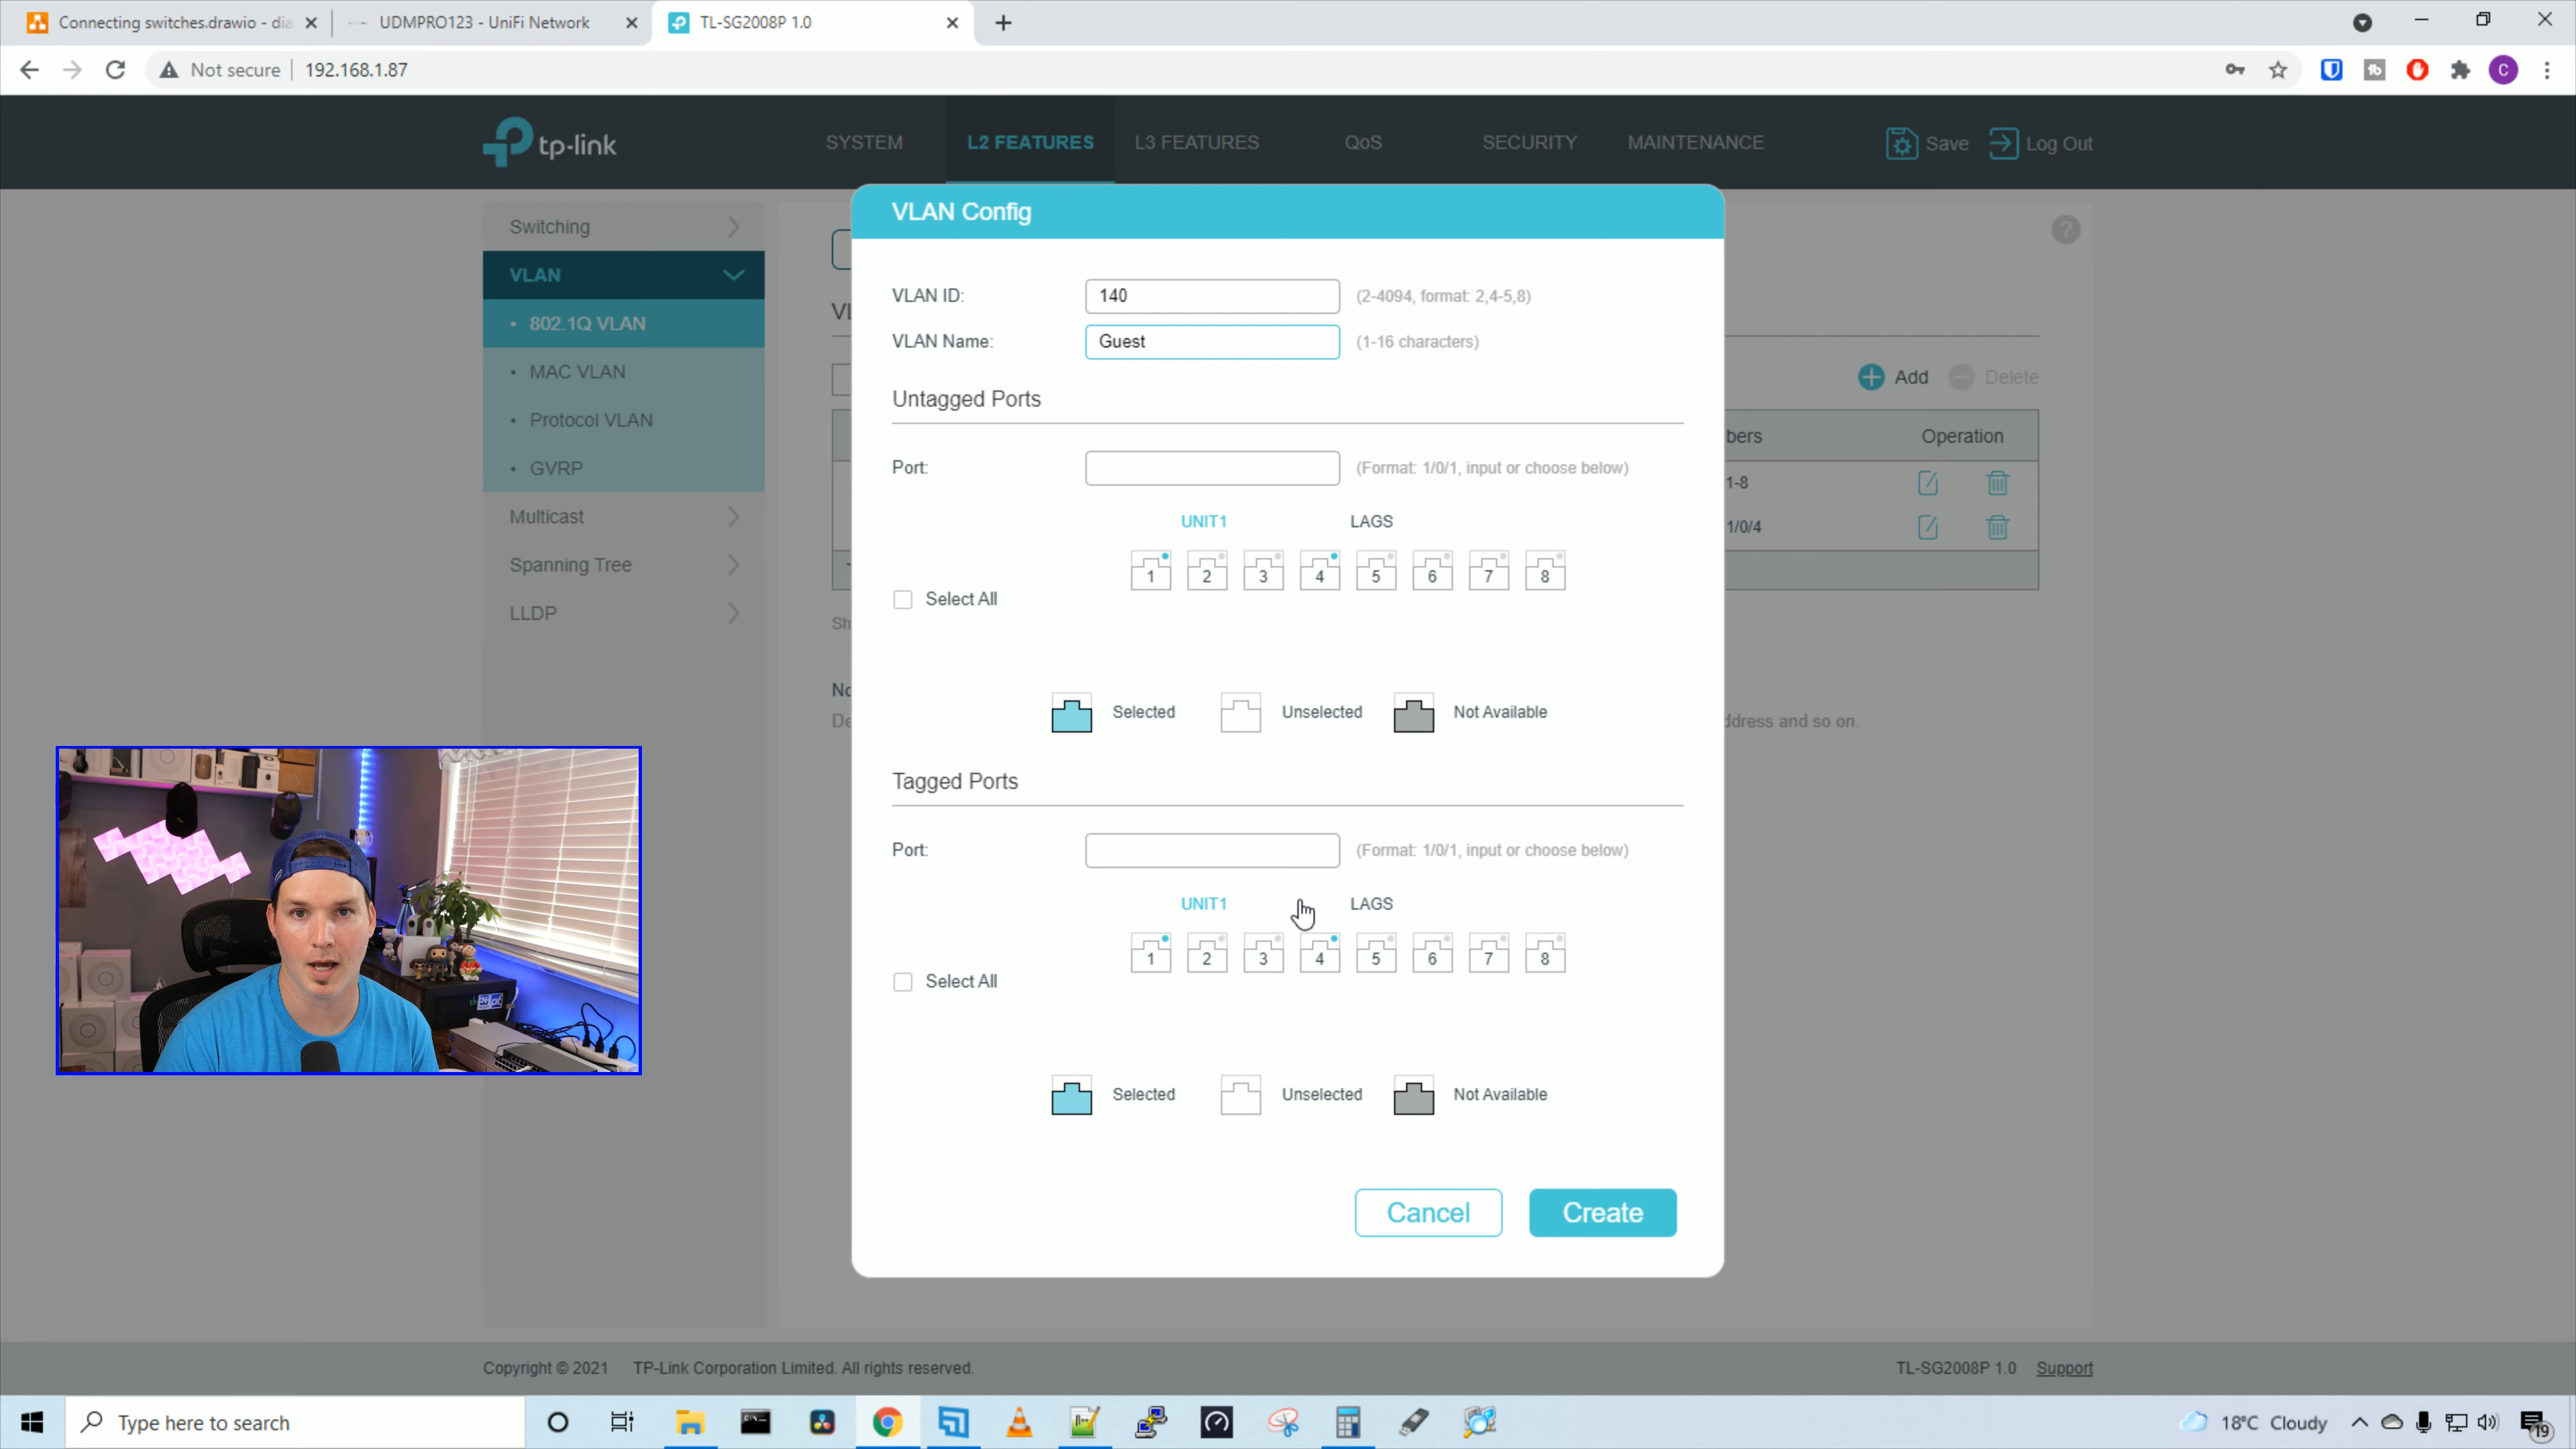 Connecting switches.drawio - dia
UDMPRO123 - UniFi Network
TL-SG2008P 1.0
Not secure
192.168.1.87
tp-link
SYSTEM
L2 FEATURES
L3 FEATURES
QoS
SECURITY
MAINTENANCE
Save
Log Out
Switching
VLAN
802.1Q VLAN
MAC VLAN
Protocol VLAN
GVRP
Multicast
Spanning Tree
LLDP
VLAN Config
VLAN ID:
140
(2-4094, format: 2,4-5,8)
VLAN Name:
Guest
(1-16 characters)
Untagged Ports
Port:
(Format: 1/0/1, input or choose below)
UNIT1
LAGS
1 2 3 4 5 6 7 8
Select All
Selected
Unselected
Not Available
Tagged Ports
Port:
(Format: 1/0/1, input or choose below)
UNIT1
LAGS
1 2 3 4 5 6 7 8
Select All
Selected
Unselected
Not Available
Cancel
Create
Add
Delete
bers
Operation
1-8
1/0/4
Sh
No
De
ddress and so on.
?
Copyright © 2021 TP-Link Corporation Limited. All rights reserved.
TL-SG2008P 1.0
Support
Type here to search
18°C Cloudy
19